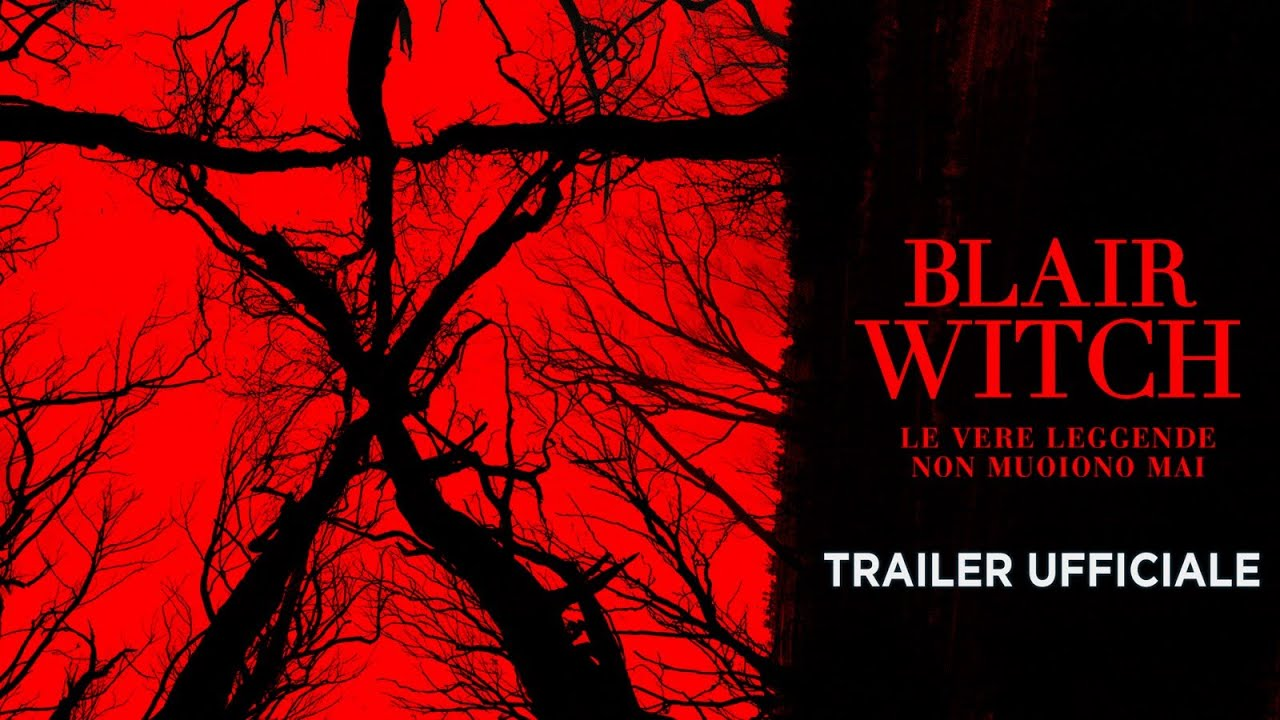 BLAIR
WITCH
LE VERE LEGGENDE
NON MUOIONO MAI
TRAILER UFFICIALE